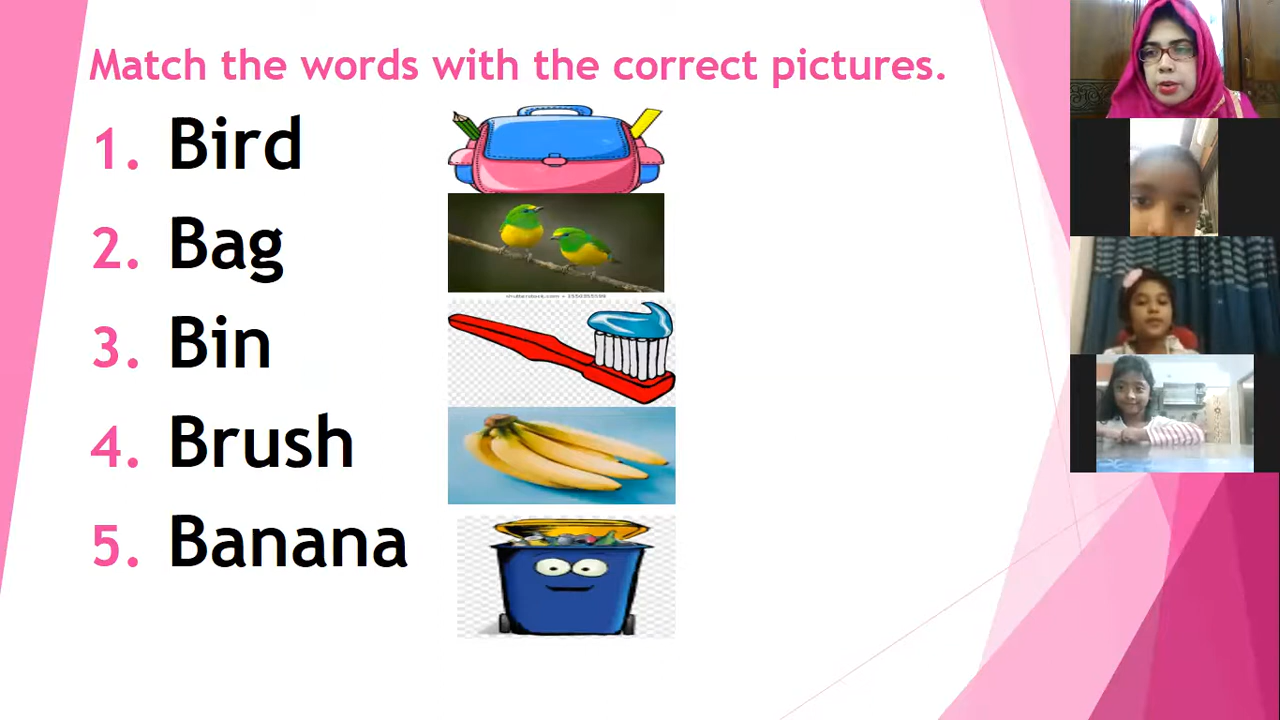 Match the words with the correct pictures.
1. Bird
2. Bag
3. Bin
4. Brush
5. Banana